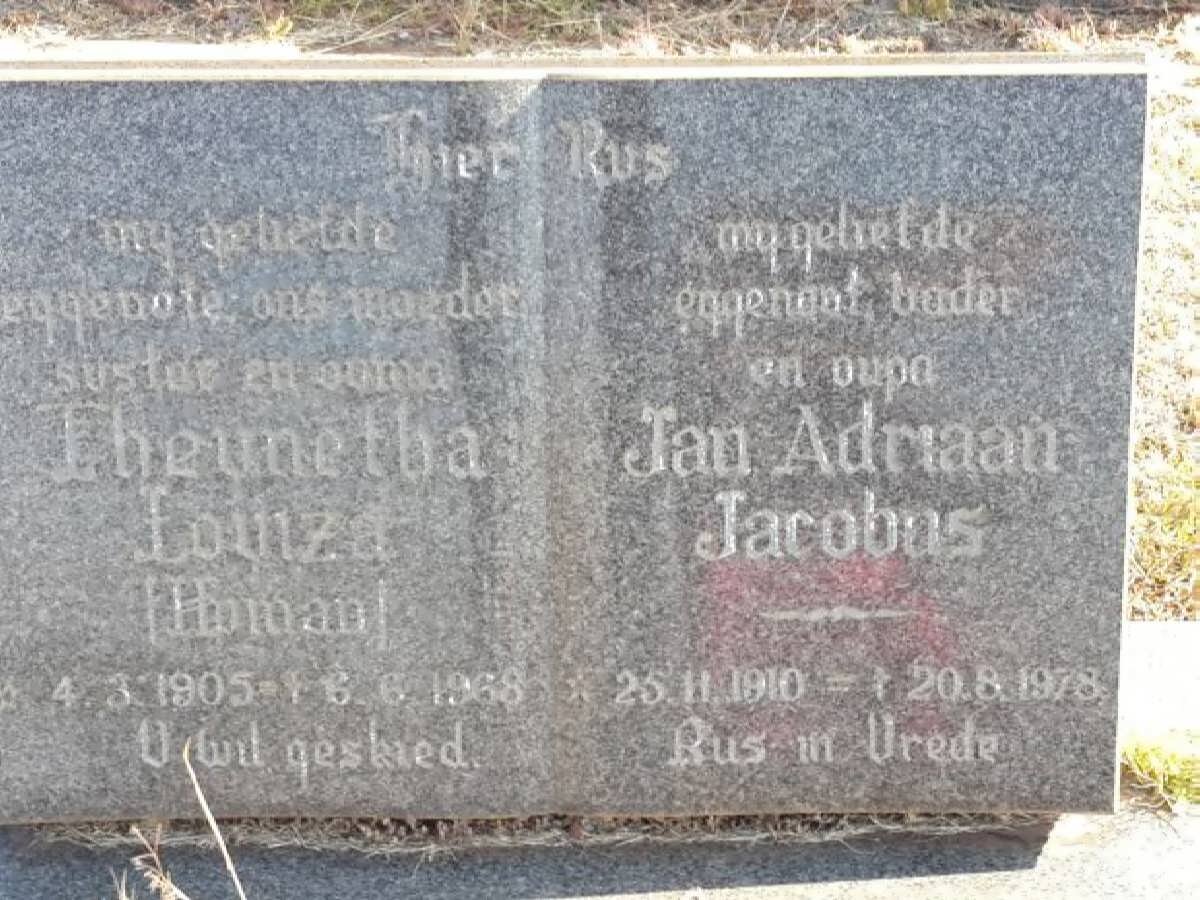 Hier Rus
my geliefde
eggenote, ons moeder
suster en ouma
Theunetha
Louiza
[Human]
* 4.3.1905 = † 6.6.1968
U wil geskied.
my geliefde
eggenoot, vader
en oupa
Jan Adriaan
Jacobus
* 25.11.1910 = † 20.8.1978
Rus in Vrede